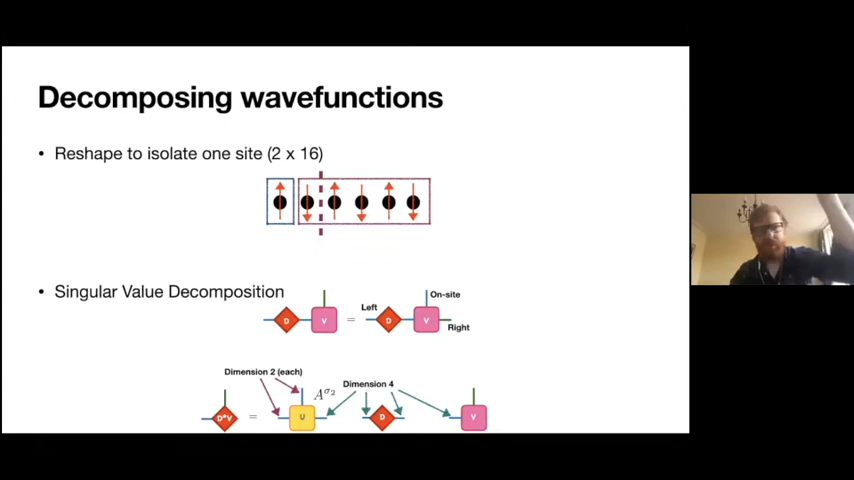 Decomposing wavefunctions
• Reshape to isolate one site (2 x 16)
• Singular Value Decomposition
D V = Left D V On-site Right
Dimension 2 (each) A^{σ_2} Dimension 4
D*V = U D V